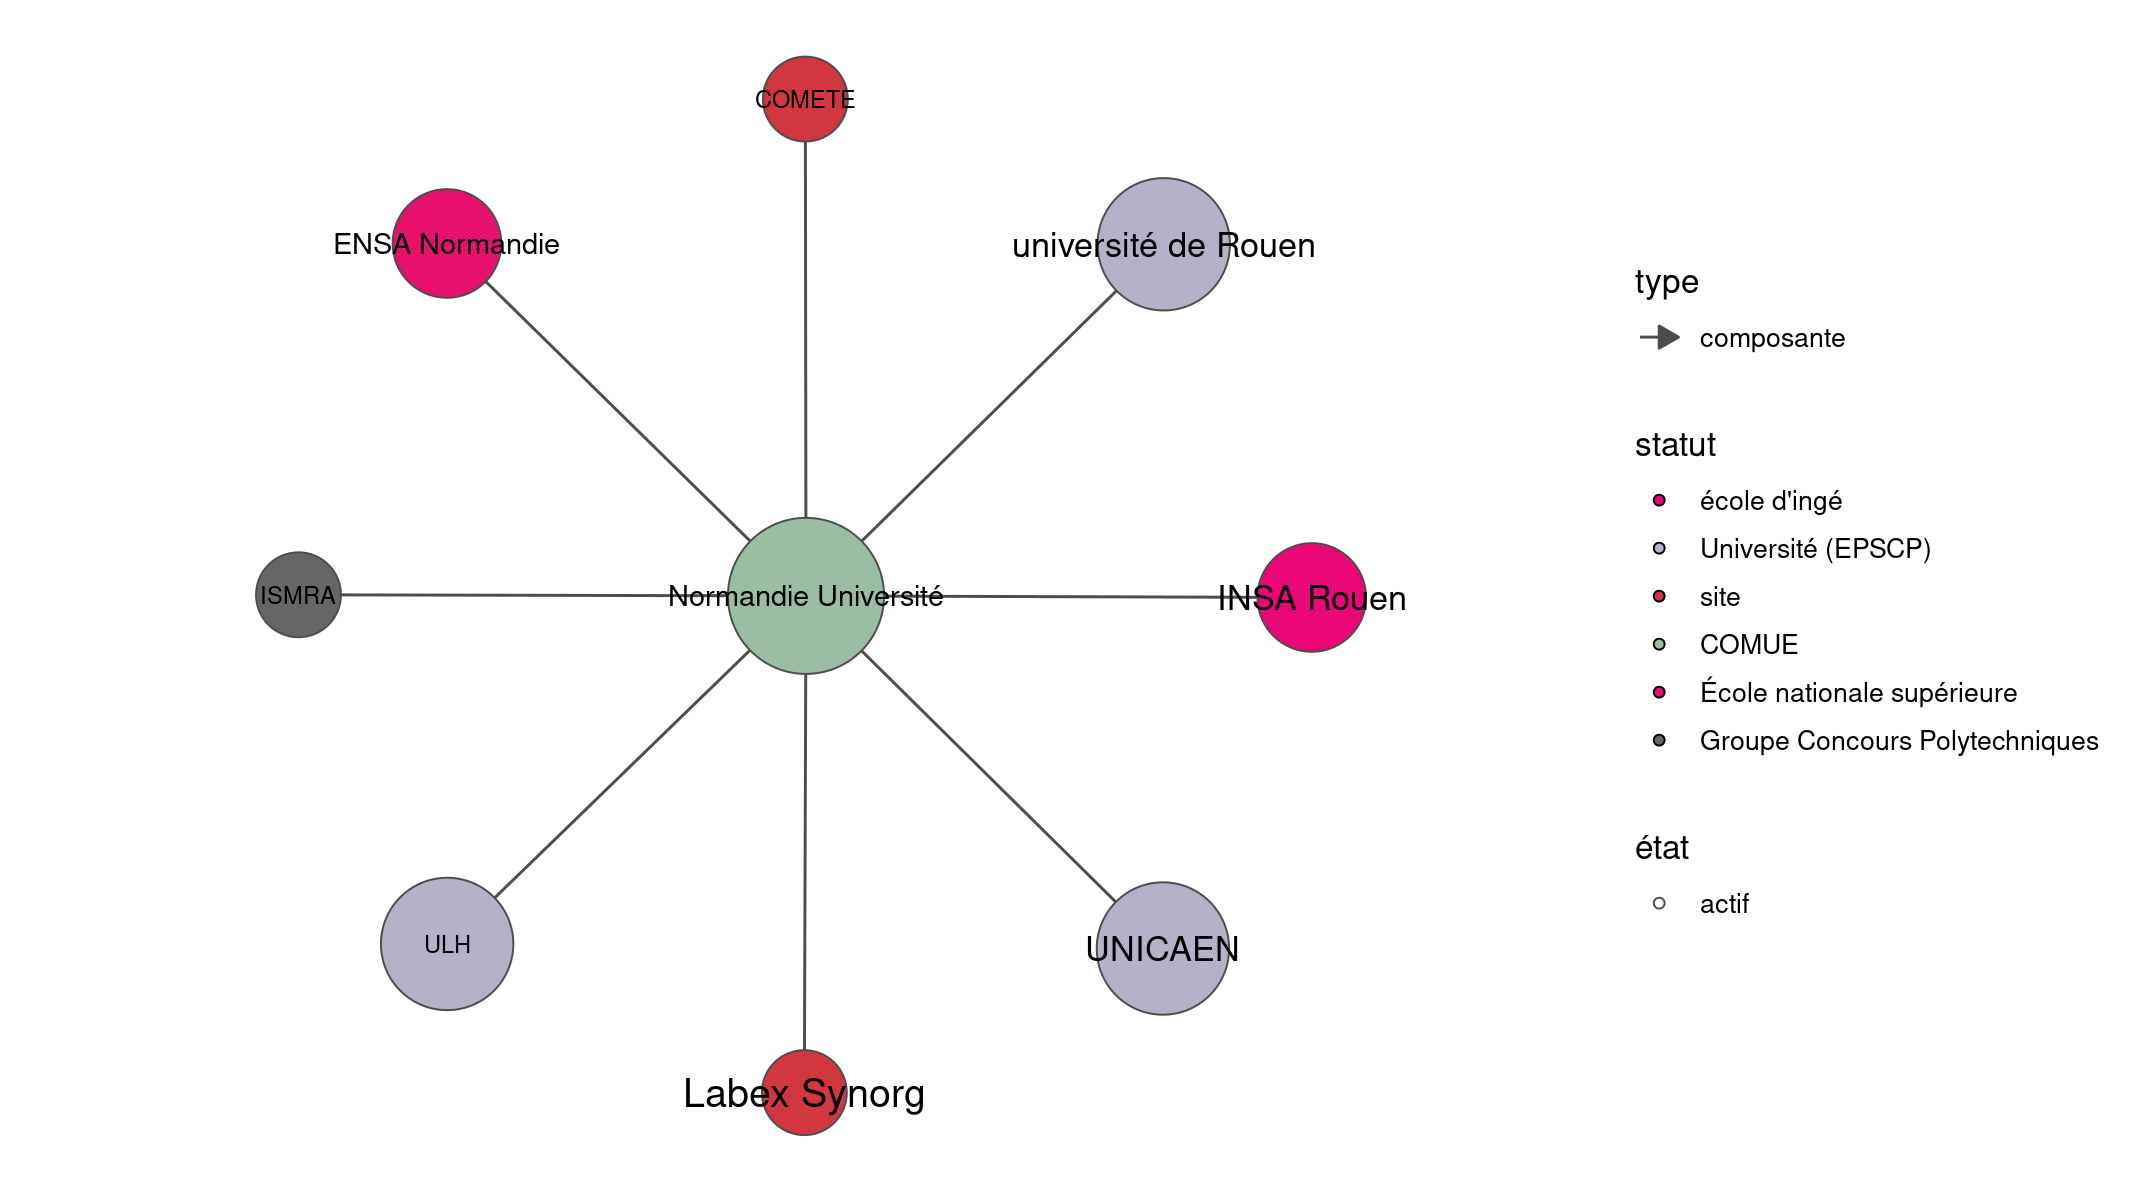 COMETE
ENSA Normandie
université de Rouen
ISMRA
Normandie Université
INSA Rouen
ULH
UNICAEN
Labex Synorg
type
composante
statut
école d'ingé
Université (EPSCP)
site
COMUE
École nationale supérieure
Groupe Concours Polytechniques
état
actif